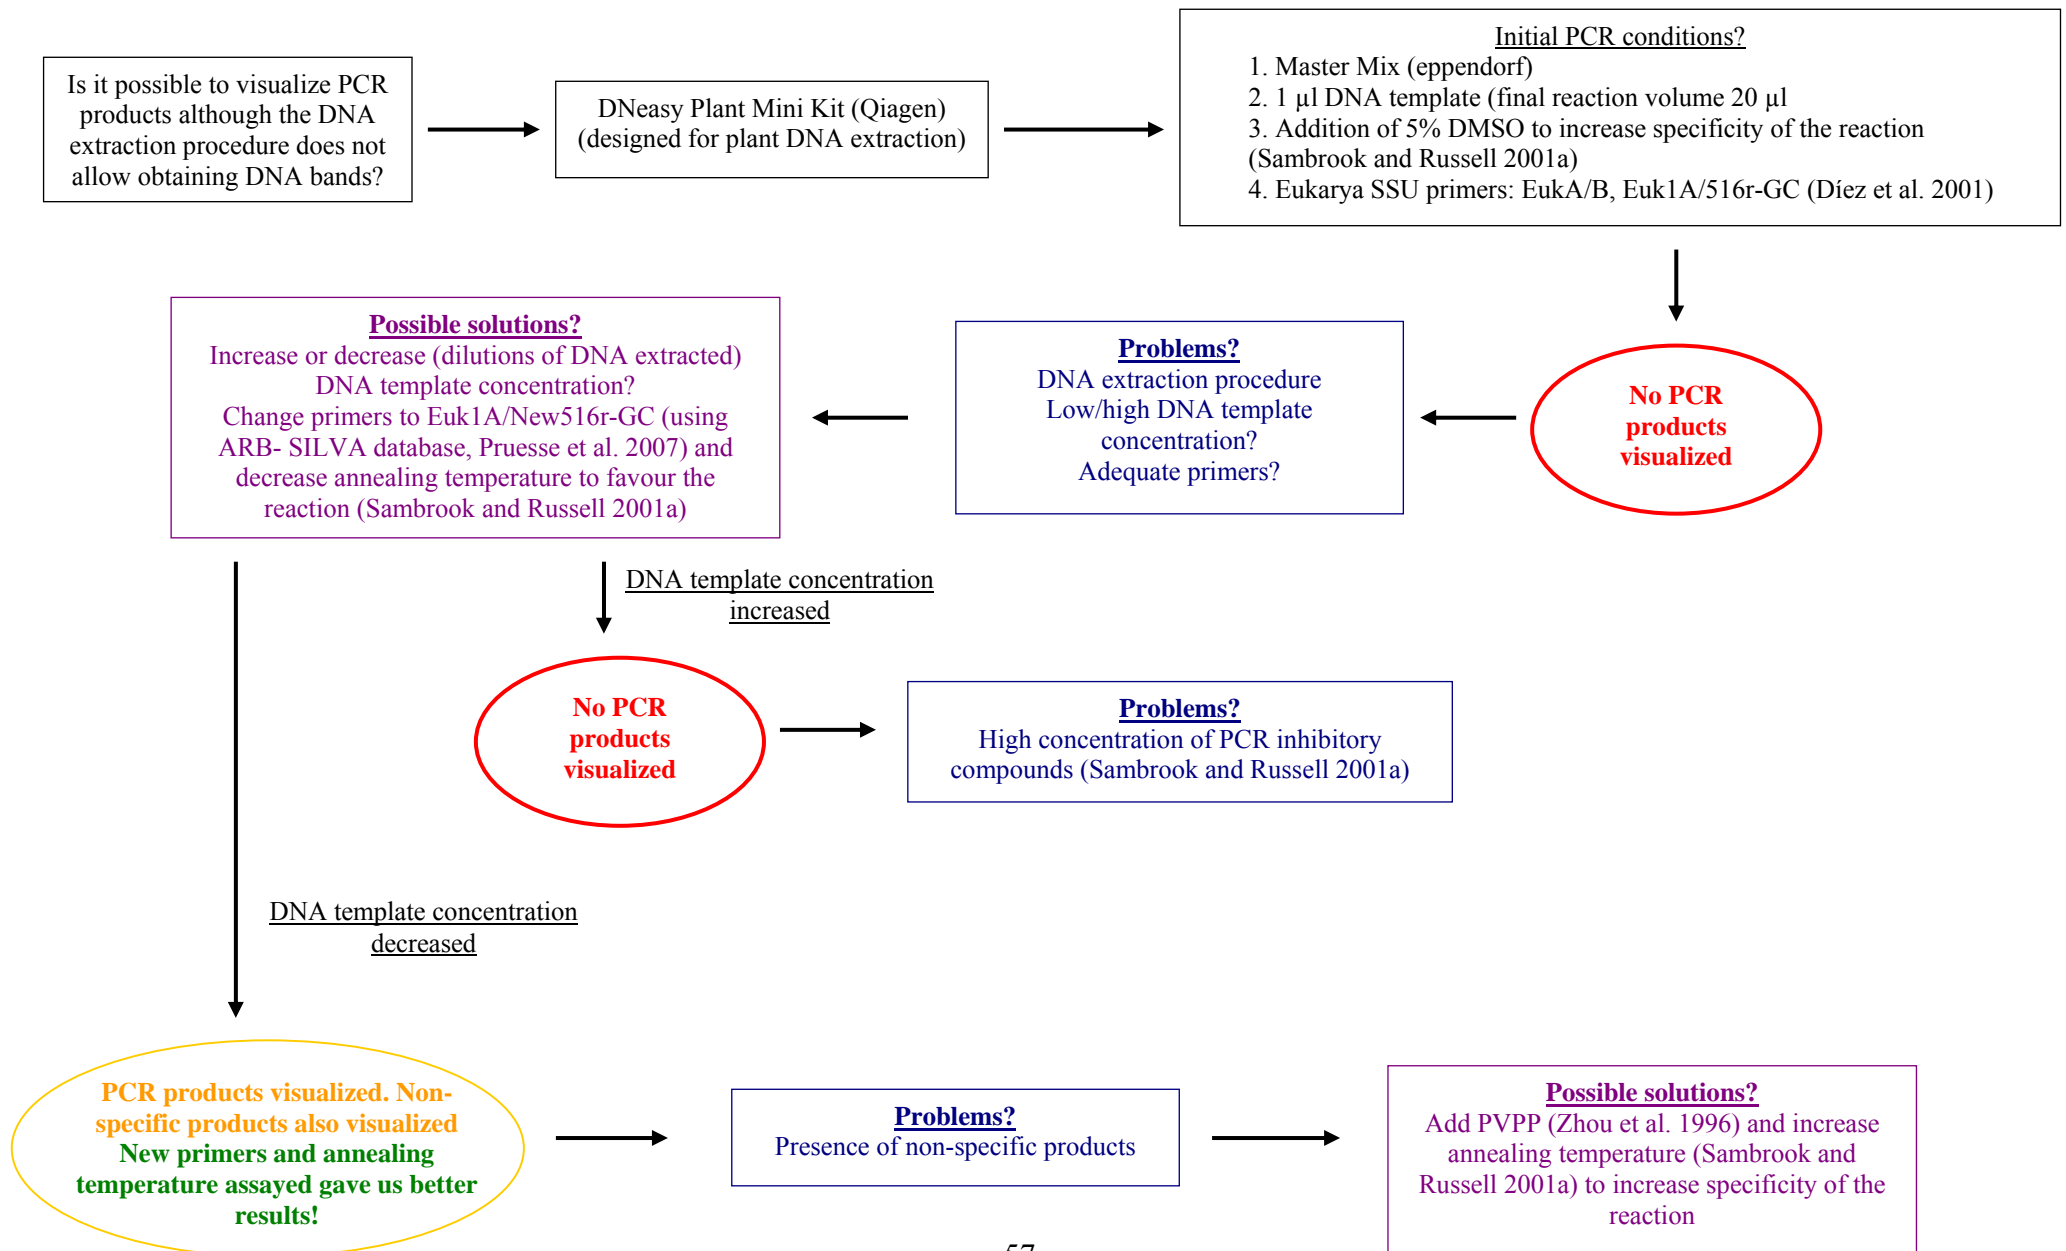 Is it possible to visualize PCR
products although the DNA
extraction procedure does not
allow obtaining DNA bands?
DNeasy Plant Mini Kit (Qiagen)
(designed for plant DNA extraction)
Initial PCR conditions?
1. Master Mix (eppendorf)
2. 1 µl DNA template (final reaction volume 20 µl
3. Addition of 5% DMSO to increase specificity of the reaction
(Sambrook and Russell 2001a)
4. Eukarya SSU primers: EukA/B, Euk1A/516r-GC (Díez et al. 2001)
No PCR
products
visualized
Problems?
DNA extraction procedure
Low/high DNA template
concentration?
Adequate primers?
Possible solutions?
Increase or decrease (dilutions of DNA extracted)
DNA template concentration?
Change primers to Euk1A/New516r-GC (using
ARB- SILVA database, Pruesse et al. 2007) and
decrease annealing temperature to favour the
reaction (Sambrook and Russell 2001a)
DNA template concentration
increased
No PCR
products
visualized
Problems?
High concentration of PCR inhibitory
compounds (Sambrook and Russell 2001a)
DNA template concentration
decreased
PCR products visualized. Non-
specific products also visualized
New primers and annealing
temperature assayed gave us better
results!
Problems?
Presence of non-specific products
Possible solutions?
Add PVPP (Zhou et al. 1996) and increase
annealing temperature (Sambrook and
Russell 2001a) to increase specificity of the
reaction
57